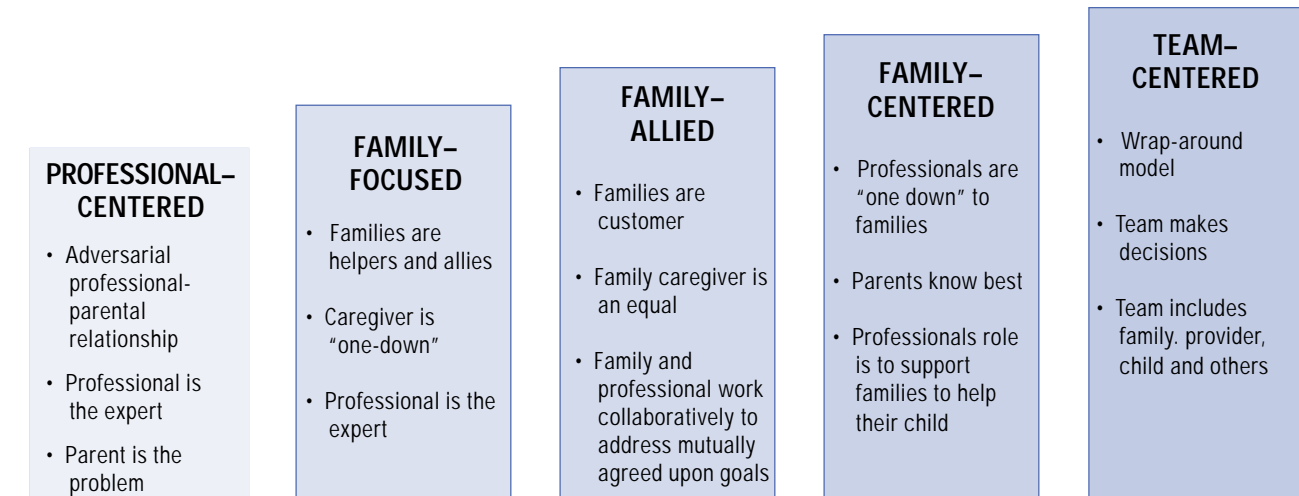 PROFESSIONAL–
CENTERED
• Adversarial
professional-
parental
relationship
• Professional is
the expert
• Parent is the
problem
FAMILY–
FOCUSED
• Families are
helpers and allies
• Caregiver is
“one-down”
• Professional is the
expert
FAMILY–
ALLIED
• Families are
customer
• Family caregiver is
an equal
• Family and
professional work
collaboratively to
address mutually
agreed upon goals
FAMILY–
CENTERED
• Professionals are
“one down” to
families
• Parents know best
• Professionals role
is to support
families to help
their child
TEAM–
CENTERED
• Wrap-around
model
• Team makes
decisions
• Team includes
family. provider,
child and others